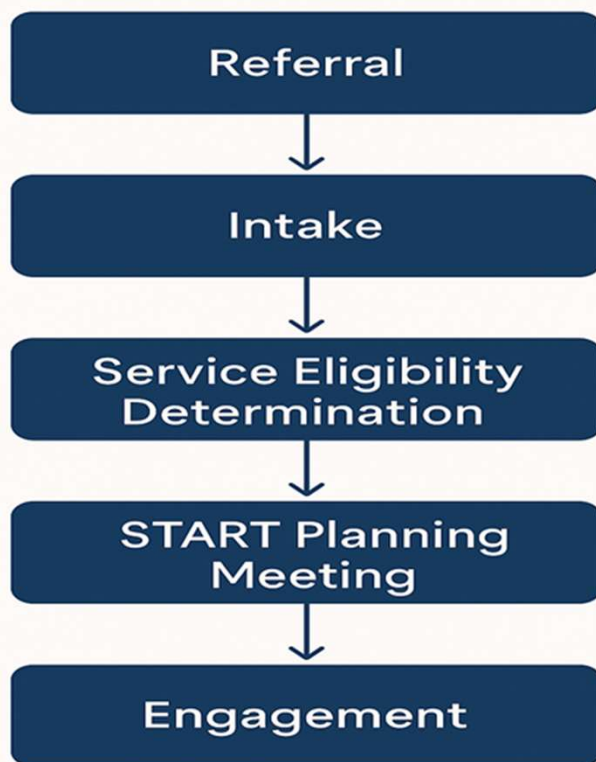 Referral
Intake
Service Eligibility
Determination
START Planning
Meeting
Engagement